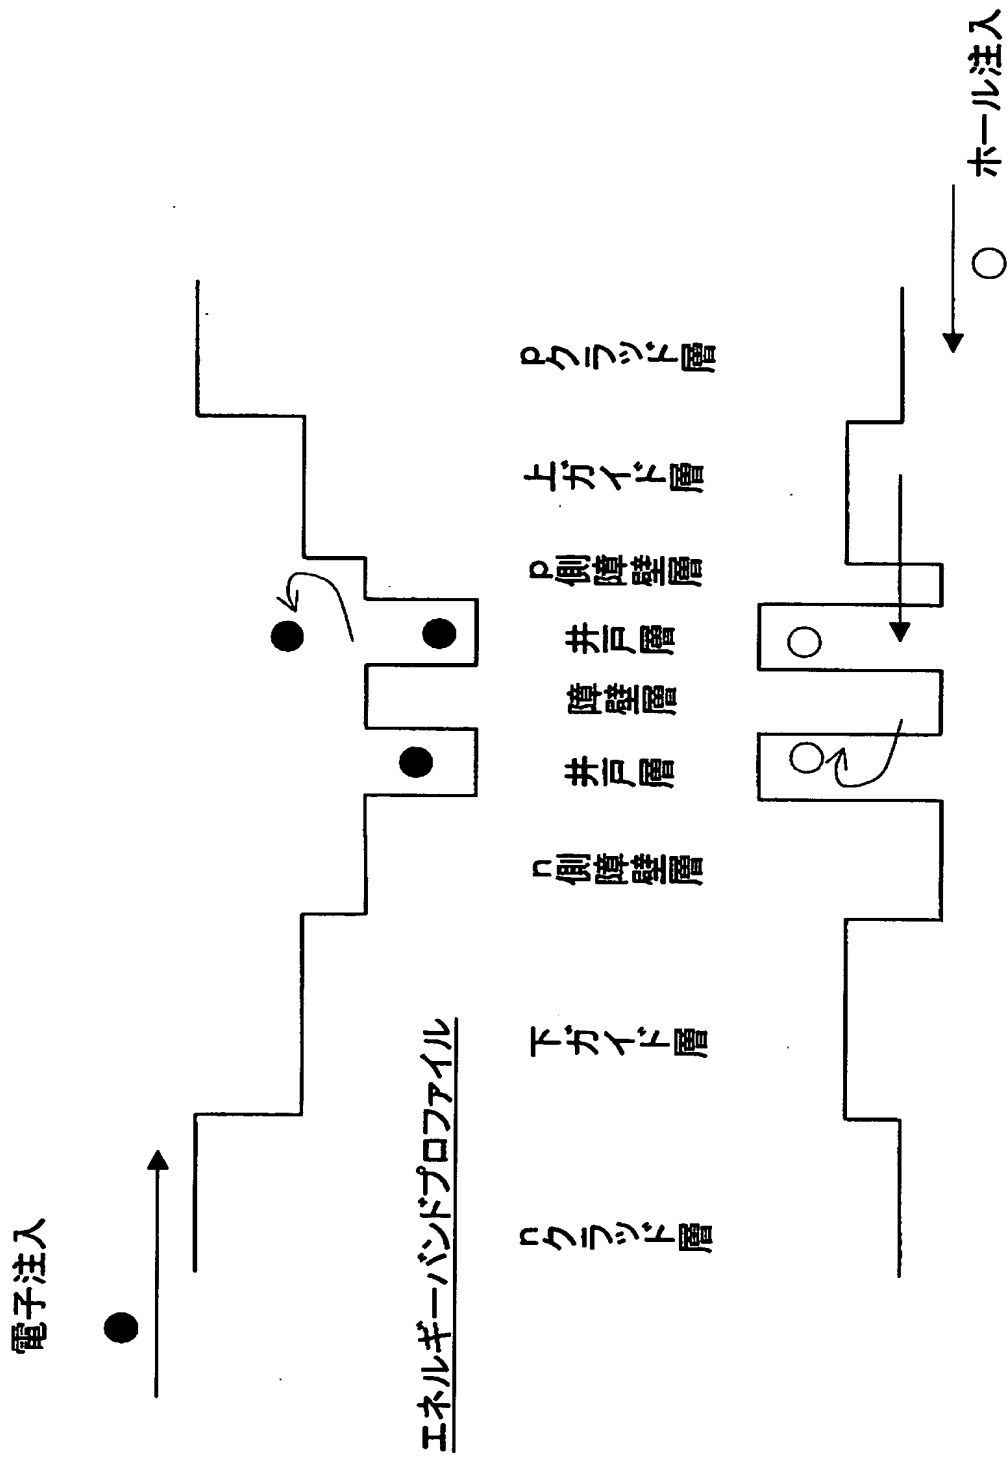 電子注入
エネルギーバンドプロファイル
nクラッド層
下ガイド層
n側障壁層
井戸層
障壁層
井戸層
p側障壁層
上ガイド層
pクラッド層
ホール注入